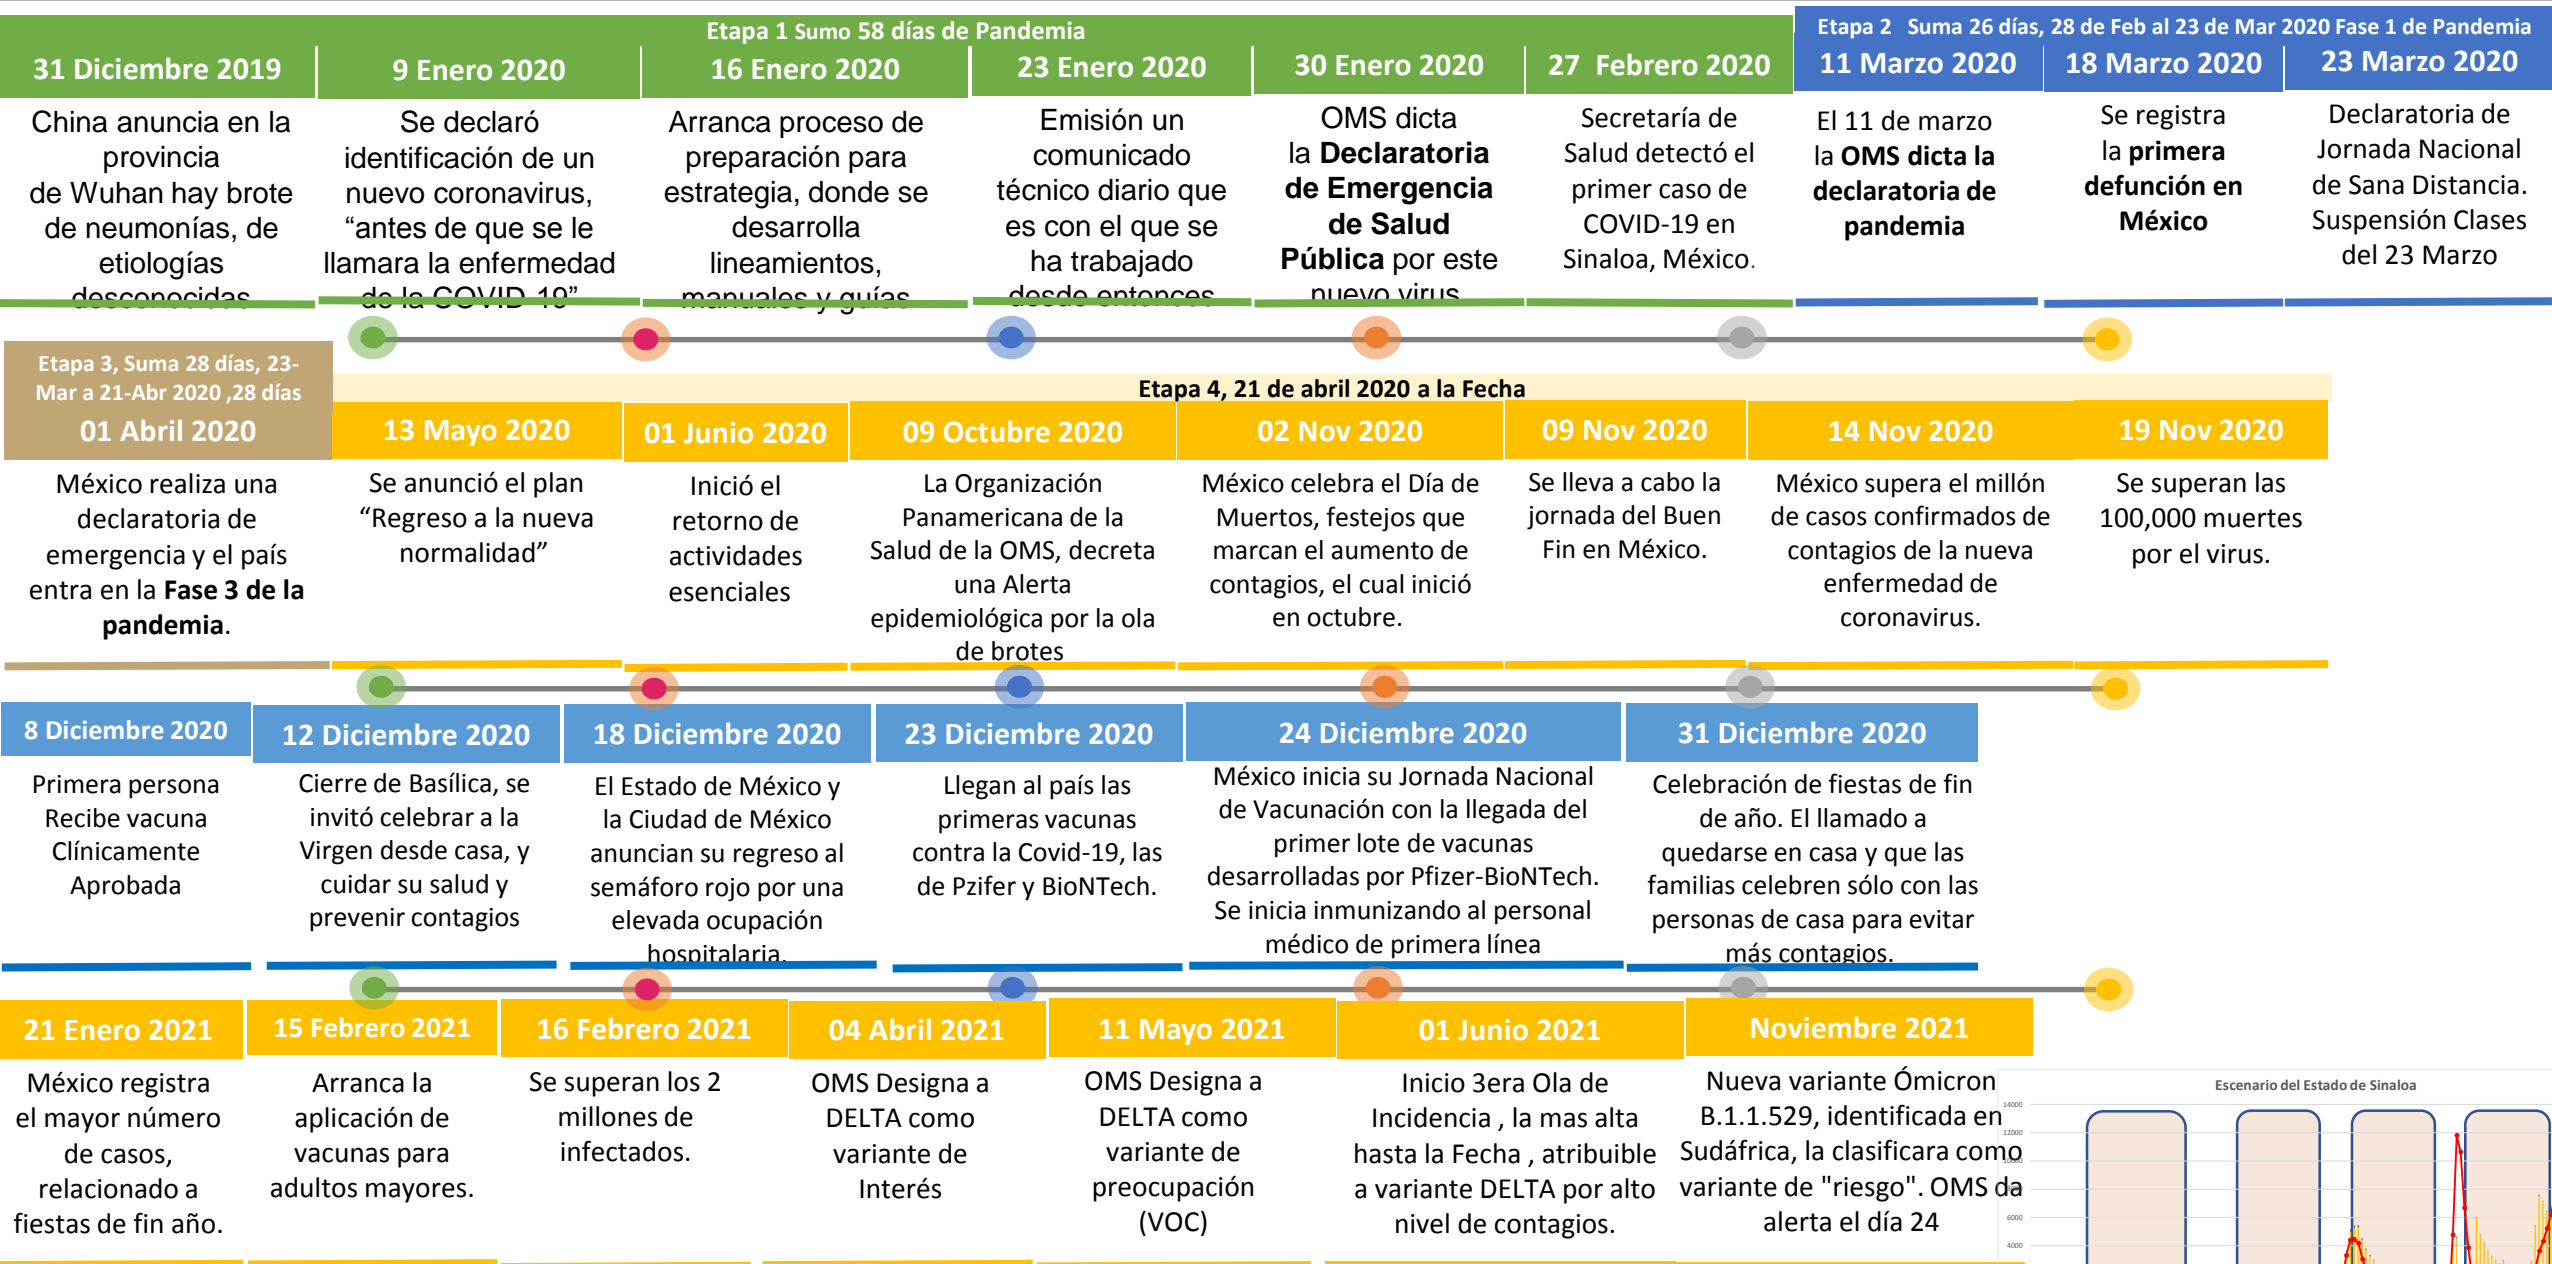 Etapa 1 Sumo 58 días de Pandemia
Etapa 2 Suma 26 días, 28 de Feb al 23 de Mar 2020 Fase 1 de Pandemia
31 Diciembre 2019
China anuncia en la
provincia
de Wuhan hay brote
de neumonías, de
etiologías
desconocidas
9 Enero 2020
Se declaró
identificación de un
nuevo coronavirus,
“antes de que se le
llamara la enfermedad
de la COVID-19”
16 Enero 2020
Arranca proceso de
preparación para
estrategia, donde se
desarrolla
lineamientos,
manuales y guías
23 Enero 2020
Emisión un
comunicado
técnico diario que
es con el que se
ha trabajado
desde entonces
30 Enero 2020
OMS dicta
la Declaratoria
de Emergencia
de Salud
Pública por este
nuevo virus
27 Febrero 2020
Secretaría de
Salud detectó el
primer caso de
COVID-19 en
Sinaloa, México.
11 Marzo 2020
El 11 de marzo
la OMS dicta la
declaratoria de
pandemia
18 Marzo 2020
Se registra
la primera
defunción en
México
23 Marzo 2020
Declaratoria de
Jornada Nacional
de Sana Distancia.
Suspensión Clases
del 23 Marzo
Etapa 3, Suma 28 días, 23-
Mar a 21-Abr 2020 ,28 días
Etapa 4, 21 de abril 2020 a la Fecha
01 Abril 2020
México realiza una
declaratoria de
emergencia y el país
entra en la Fase 3 de la
pandemia.
13 Mayo 2020
Se anunció el plan
“Regreso a la nueva
normalidad”
01 Junio 2020
Inició el
retorno de
actividades
esenciales
09 Octubre 2020
La Organización
Panamericana de la
Salud de la OMS, decreta
una Alerta
epidemiológica por la ola
de brotes
02 Nov 2020
México celebra el Día de
Muertos, festejos que
marcan el aumento de
contagios, el cual inició
en octubre.
09 Nov 2020
Se lleva a cabo la
jornada del Buen
Fin en México.
14 Nov 2020
México supera el millón
de casos confirmados de
contagios de la nueva
enfermedad de
coronavirus.
19 Nov 2020
Se superan las
100,000 muertes
por el virus.
8 Diciembre 2020
Primera persona
Recibe vacuna
Clínicamente
Aprobada
12 Diciembre 2020
Cierre de Basílica, se
invitó celebrar a la
Virgen desde casa, y
cuidar su salud y
prevenir contagios
18 Diciembre 2020
El Estado de México y
la Ciudad de México
anuncian su regreso al
semáforo rojo por una
elevada ocupación
hospitalaria.
23 Diciembre 2020
Llegan al país las
primeras vacunas
contra la Covid-19, las
de Pzifer y BioNTech.
24 Diciembre 2020
México inicia su Jornada Nacional
de Vacunación con la llegada del
primer lote de vacunas
desarrolladas por Pfizer-BioNTech.
Se inicia inmunizando al personal
médico de primera línea
31 Diciembre 2020
Celebración de fiestas de fin
de año. El llamado a
quedarse en casa y que las
familias celebren sólo con las
personas de casa para evitar
más contagios.
21 Enero 2021
México registra
el mayor número
de casos,
relacionado a
fiestas de fin año.
15 Febrero 2021
Arranca la
aplicación de
vacunas para
adultos mayores.
16 Febrero 2021
Se superan los 2
millones de
infectados.
04 Abril 2021
OMS Designa a
DELTA como
variante de
Interés
11 Mayo 2021
OMS Designa a
DELTA como
variante de
preocupación
(VOC)
01 Junio 2021
Inicio 3era Ola de
Incidencia , la mas alta
hasta la Fecha , atribuible
a variante DELTA por alto
nivel de contagios.
Noviembre 2021
Nueva variante Ómicron
B.1.1.529, identificada en
Sudáfrica, la clasificara como
variante de "riesgo". OMS da
alerta el día 24
Escenario del Estado de Sinaloa
14000
12000
6000
4000